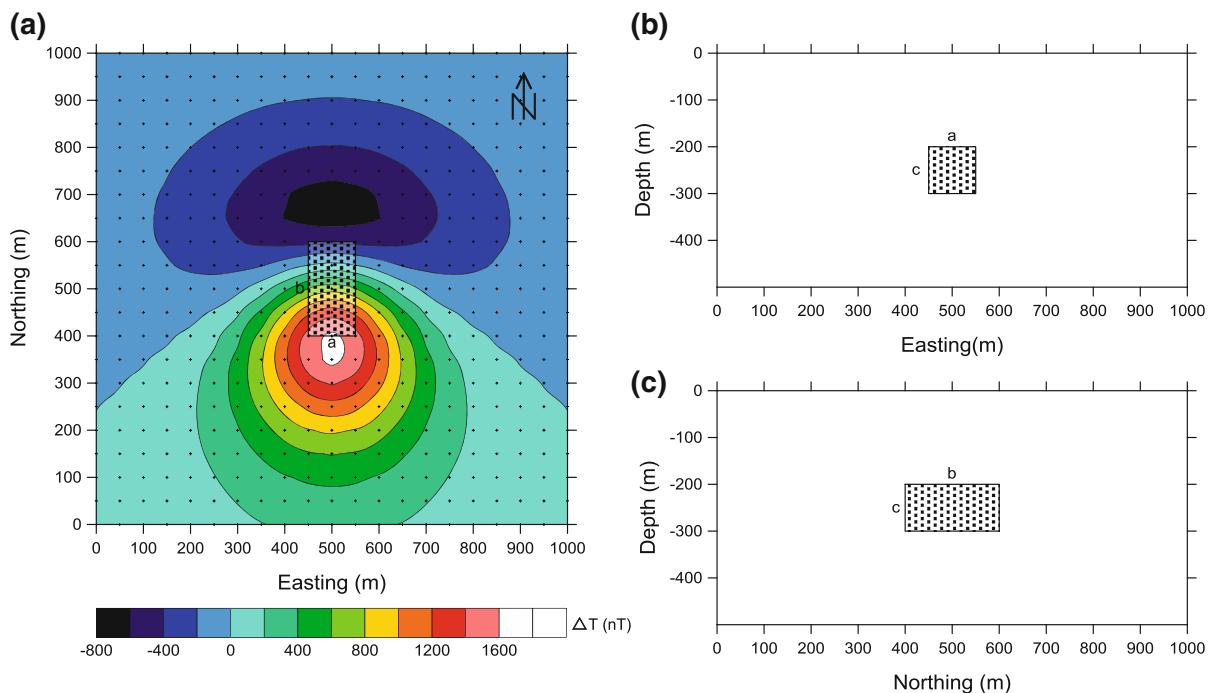 (a)
1000
900
800
700
600
500
400
300
200
100
0
Northing (m)
N
b
a
0 100 200 300 400 500 600 700 800 900 1000
Easting (m)
-800 -400 0 400 800 1200 1600
ΔT (nT)
(b)
0
-100
-200
-300
-400
Depth (m)
a
c
0 100 200 300 400 500 600 700 800 900 1000
Easting(m)
(c)
0
-100
-200
-300
-400
Depth (m)
b
c
0 100 200 300 400 500 600 700 800 900 1000
Northing (m)